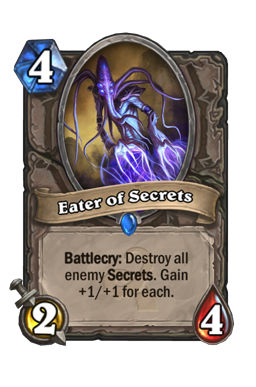 4
Eater of Secrets
Battlecry: Destroy all
enemy Secrets. Gain
+1/+1 for each.
2
4